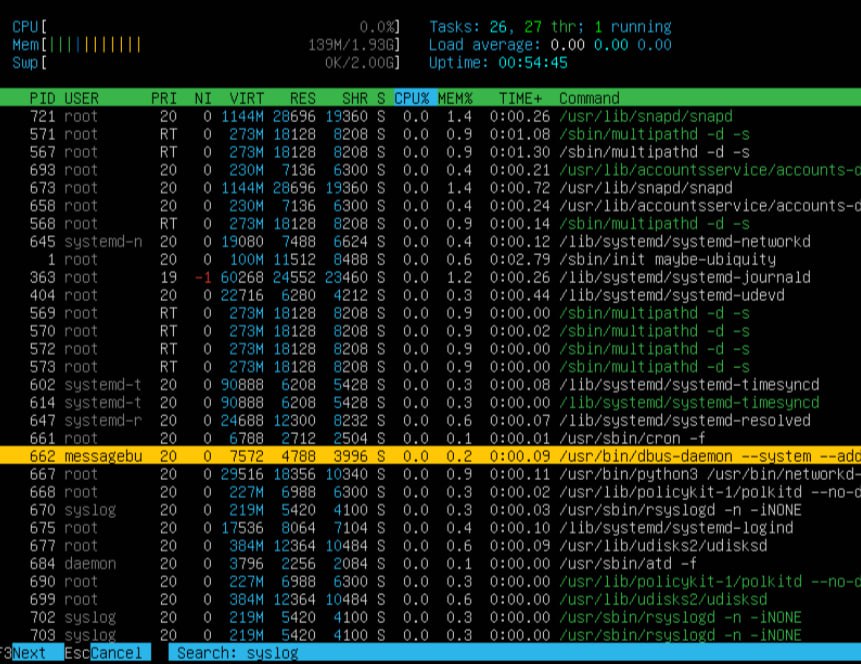 CPU[ 0.0%] Tasks: 26, 27 thr; 1 running
Mem[|||||||||||| 139M/1.93G] Load average: 0.00 0.00 0.00
Swp[ 0K/2.00G] Uptime: 00:54:45
PID USER PRI NI VIRT RES SHR S CPU% MEM% TIME+ Command
721 root 20 0 1144M 28696 19360 S 0.0 1.4 0:00.26 /usr/lib/snapd/snapd
571 root RT 0 273M 18128 8208 S 0.0 0.9 0:01.08 /sbin/multipathd -d -s
567 root RT 0 273M 18128 8208 S 0.0 0.9 0:01.30 /sbin/multipathd -d -s
693 root 20 0 230M 7136 6300 S 0.0 0.4 0:00.21 /usr/lib/accountsservice/accounts-d
673 root 20 0 1144M 28696 19360 S 0.0 1.4 0:00.72 /usr/lib/snapd/snapd
658 root 20 0 230M 7136 6300 S 0.0 0.4 0:00.24 /usr/lib/accountsservice/accounts-d
568 root RT 0 273M 18128 8208 S 0.0 0.9 0:00.14 /sbin/multipathd -d -s
645 systemd-n 20 0 19080 7488 6624 S 0.0 0.4 0:00.12 /lib/systemd/systemd-networkd
1 root 20 0 100M 11512 8488 S 0.0 0.6 0:02.79 /sbin/init maybe-ubiquity
363 root 19 -1 60268 24552 23460 S 0.0 1.2 0:00.26 /lib/systemd/systemd-journald
404 root 20 0 22716 6280 4212 S 0.0 0.3 0:00.44 /lib/systemd/systemd-udevd
569 root RT 0 273M 18128 8208 S 0.0 0.9 0:00.00 /sbin/multipathd -d -s
570 root RT 0 273M 18128 8208 S 0.0 0.9 0:00.02 /sbin/multipathd -d -s
572 root RT 0 273M 18128 8208 S 0.0 0.9 0:00.00 /sbin/multipathd -d -s
573 root RT 0 273M 18128 8208 S 0.0 0.9 0:00.00 /sbin/multipathd -d -s
602 systemd-t 20 0 90888 6208 5428 S 0.0 0.3 0:00.08 /lib/systemd/systemd-timesyncd
614 systemd-t 20 0 90888 6208 5428 S 0.0 0.3 0:00.00 /lib/systemd/systemd-timesyncd
647 systemd-r 20 0 24688 12300 8232 S 0.0 0.6 0:00.07 /lib/systemd/systemd-resolved
661 root 20 0 6788 2712 2504 S 0.0 0.1 0:00.01 /usr/sbin/cron -f
662 messagebu 20 0 7572 4788 3996 S 0.0 0.2 0:00.09 /usr/bin/dbus-daemon --system --add
667 root 20 0 29516 18356 10340 S 0.0 0.9 0:00.11 /usr/bin/python3 /usr/bin/networkd-
668 root 20 0 227M 6988 6300 S 0.0 0.3 0:00.02 /usr/lib/policykit-1/polkitd --no-d
670 syslog 20 0 219M 5420 4100 S 0.0 0.3 0:00.03 /usr/sbin/rsyslogd -n -iNONE
675 root 20 0 17536 8064 7104 S 0.0 0.4 0:00.10 /lib/systemd/systemd-logind
677 root 20 0 384M 12364 10484 S 0.0 0.6 0:00.09 /usr/lib/udisks2/udisksd
684 daemon 20 0 3796 2256 2084 S 0.0 0.1 0:00.00 /usr/sbin/atd -f
690 root 20 0 227M 6988 6300 S 0.0 0.3 0:00.00 /usr/lib/policykit-1/polkitd --no-d
699 root 20 0 384M 12364 10484 S 0.0 0.6 0:00.00 /usr/lib/udisks2/udisksd
702 syslog 20 0 219M 5420 4100 S 0.0 0.3 0:00.00 /usr/sbin/rsyslogd -n -iNONE
703 syslog 20 0 219M 5420 4100 S 0.0 0.3 0:00.00 /usr/sbin/rsyslogd -n -iNONE
F3Next EscCancel Search: syslog